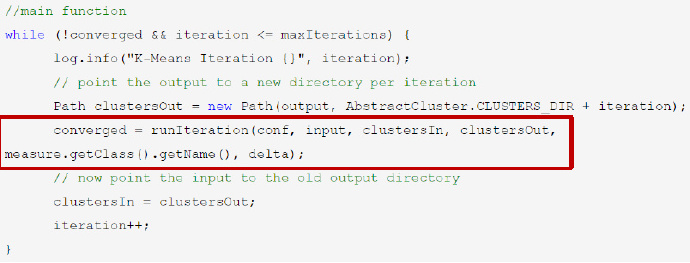 //main function
while (!converged && iteration <= maxIterations) {
log.info("K-Means Iteration {}", iteration);
// point the output to a new directory per iteration
Path clustersOut = new Path(output, AbstractCluster.CLUSTERS_DIR + iteration);
converged = runIteration(conf, input, clustersIn, clustersOut,
measure.getClass().getName(), delta);
// now point the input to the old output directory
clustersIn = clustersOut;
iteration++;
}